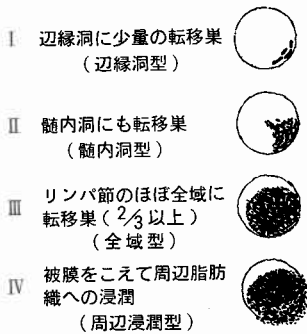 I 辺縁洞に少量の転移巣
(辺縁洞型)
II 髄内洞にも転移巣
(髄内洞型)
III リンパ節のほぼ全域に
転移巣(2/3以上)
(全域型)
IV 被膜をこえて周辺脂肪
織への浸潤
(周辺浸潤型)